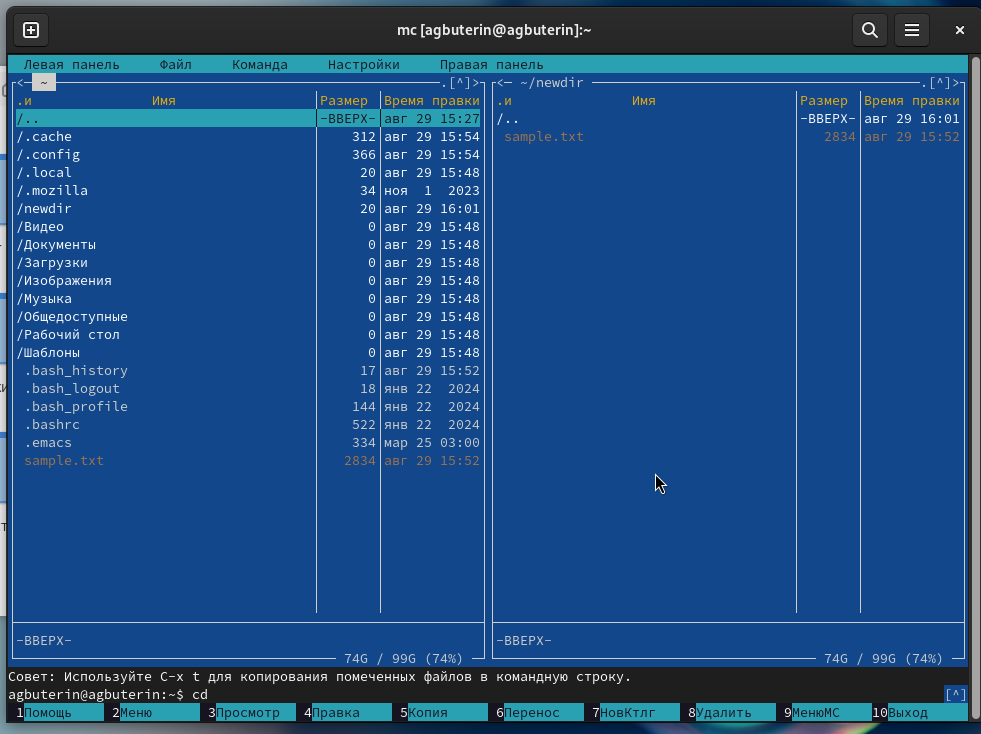 mc [agbuterin@agbuterin]:~
Левая панель Файл Команда Настройки Правая панель
<─ ~ .[^]> <─ ~/newdir .[^]>
.и Имя Размер Время правки .и Имя Размер Время правки
/.. -ВВЕРХ- авг 29 15:27 /.. -ВВЕРХ- авг 29 16:01
/.cache 312 авг 29 15:54 sample.txt 2834 авг 29 15:52
/.config 366 авг 29 15:54
/.local 20 авг 29 15:48
/.mozilla 34 ноя 1 2023
/newdir 20 авг 29 16:01
/Видео 0 авг 29 15:48
/Документы 0 авг 29 15:48
/Загрузки 0 авг 29 15:48
/Изображения 0 авг 29 15:48
/Музыка 0 авг 29 15:48
/Общедоступные 0 авг 29 15:48
/Рабочий стол 0 авг 29 15:48
/Шаблоны 0 авг 29 15:48
.bash_history 17 авг 29 15:52
.bash_logout 18 янв 22 2024
.bash_profile 144 янв 22 2024
.bashrc 522 янв 22 2024
.emacs 334 мар 25 03:00
sample.txt 2834 авг 29 15:52
-ВВЕРХ- -ВВЕРХ-
74G / 99G (74%) 74G / 99G (74%)
Совет: Используйте C-x t для копирования помеченных файлов в командную строку.
agbuterin@agbuterin:~$ cd [^]
1Помощь 2Меню 3Просмотр 4Правка 5Копия 6Перенос 7НовКтлг 8Удалить 9МенюMC 10Выход